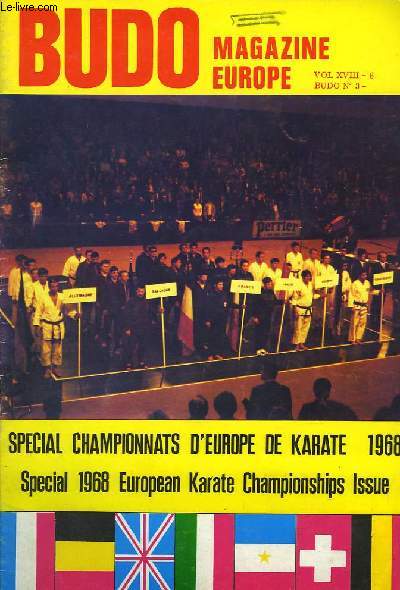 © Le-livre.com
BUDO
MAGAZINE
EUROPE
VOL XVIII - 6
BUDO N° 3 -
Perrier
ALLEMAGNE
BELGIQUE
FRANCE
SPECIAL CHAMPIONNATS D'EUROPE DE KARATE 1968
Special 1968 European Karate Championships Issue